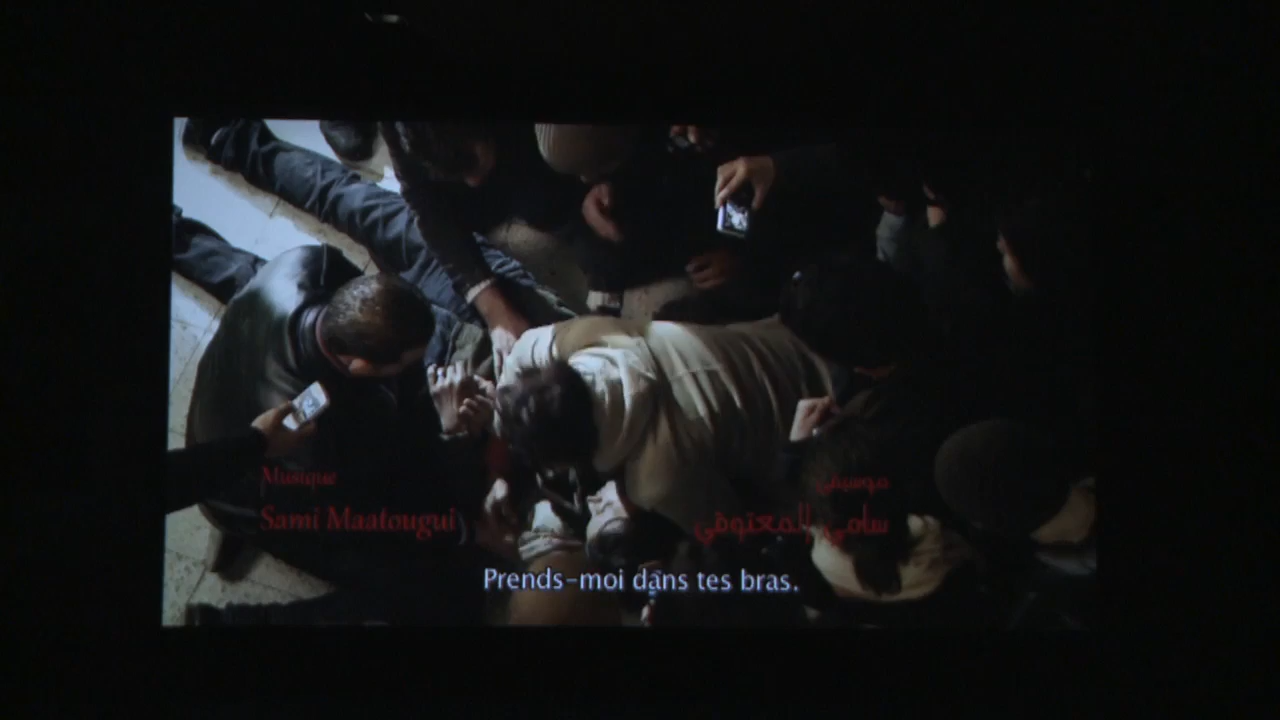 Musique
موسيقى
Sami Maatougui
سامي المعتوقي
Prends-moi dans tes bras.